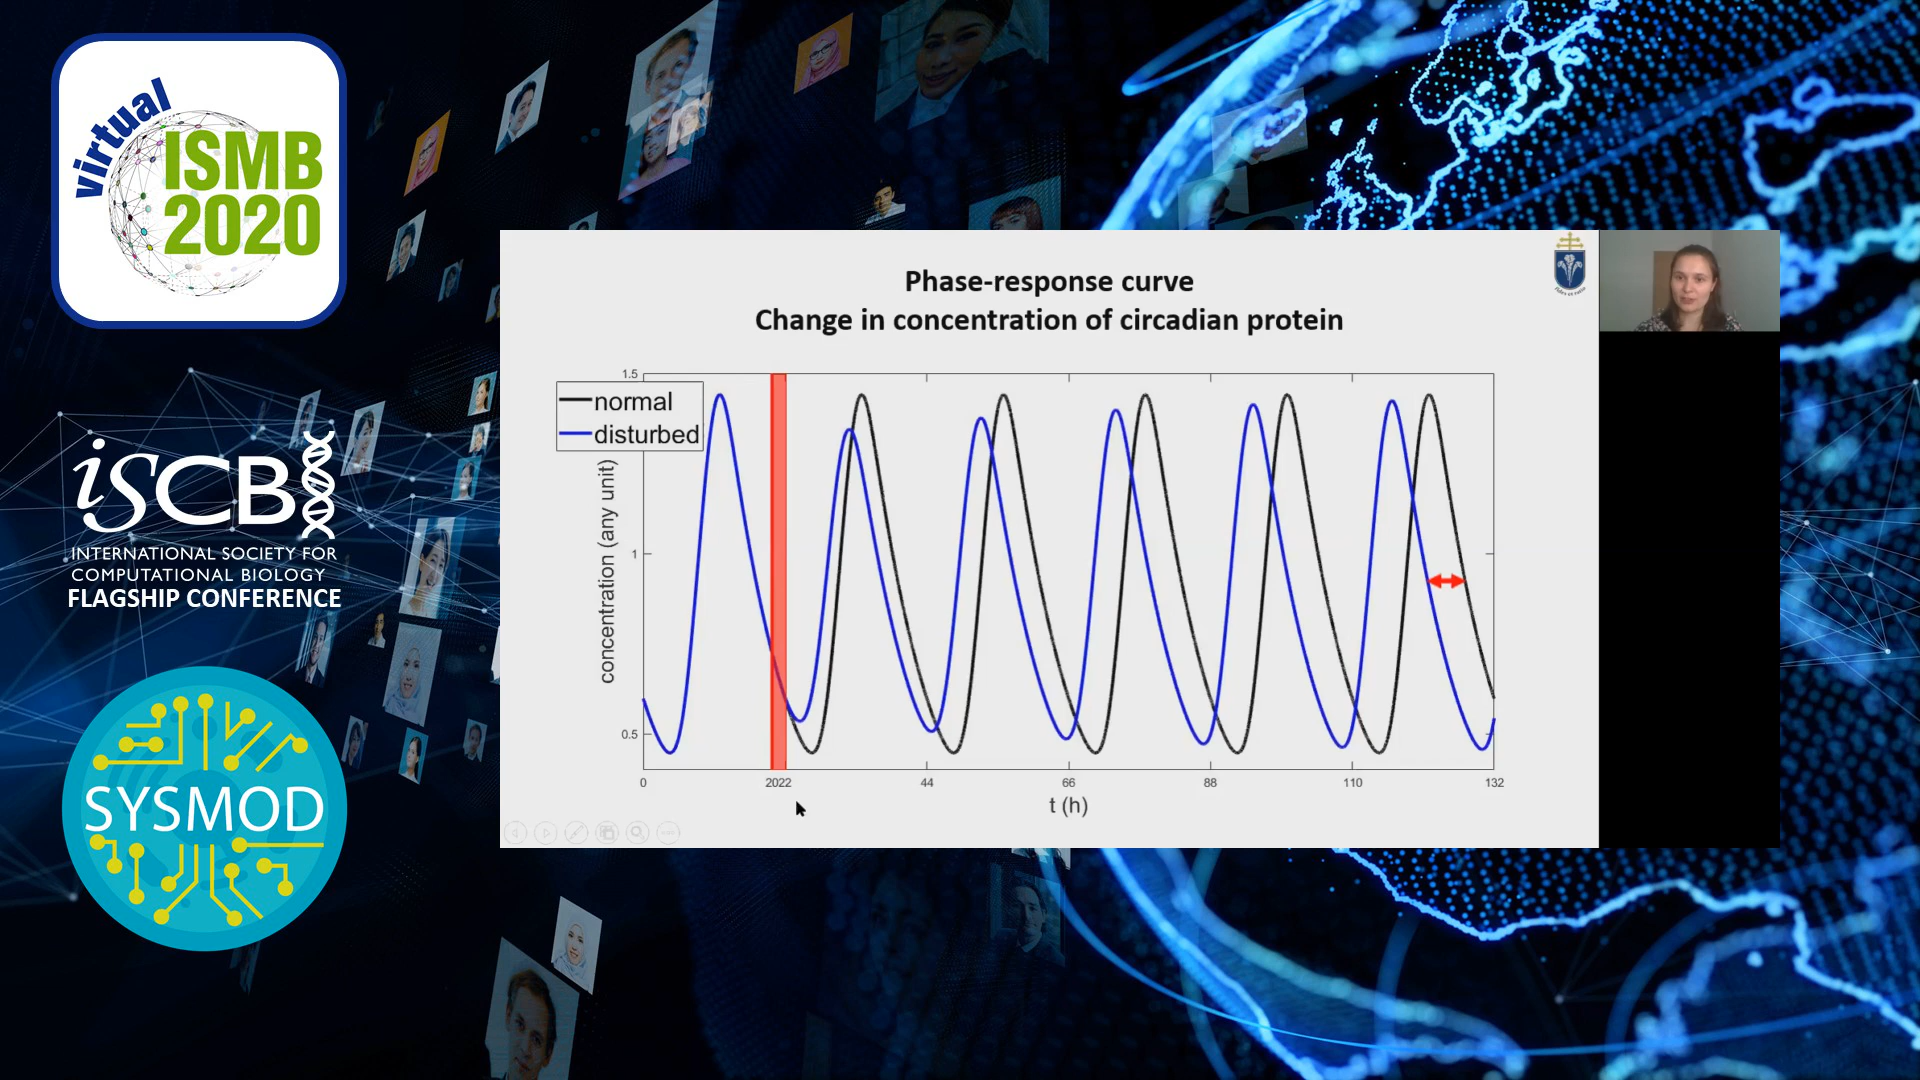 virtual
ISMB
2020
iSCB
INTERNATIONAL SOCIETY FOR
COMPUTATIONAL BIOLOGY
FLAGSHIP CONFERENCE
SYSMOD
Phase-response curve
Change in concentration of circadian protein
normal
disturbed
concentration (any unit)
1.5
1
0.5
0
2022
44
66
88
110
132
t (h)